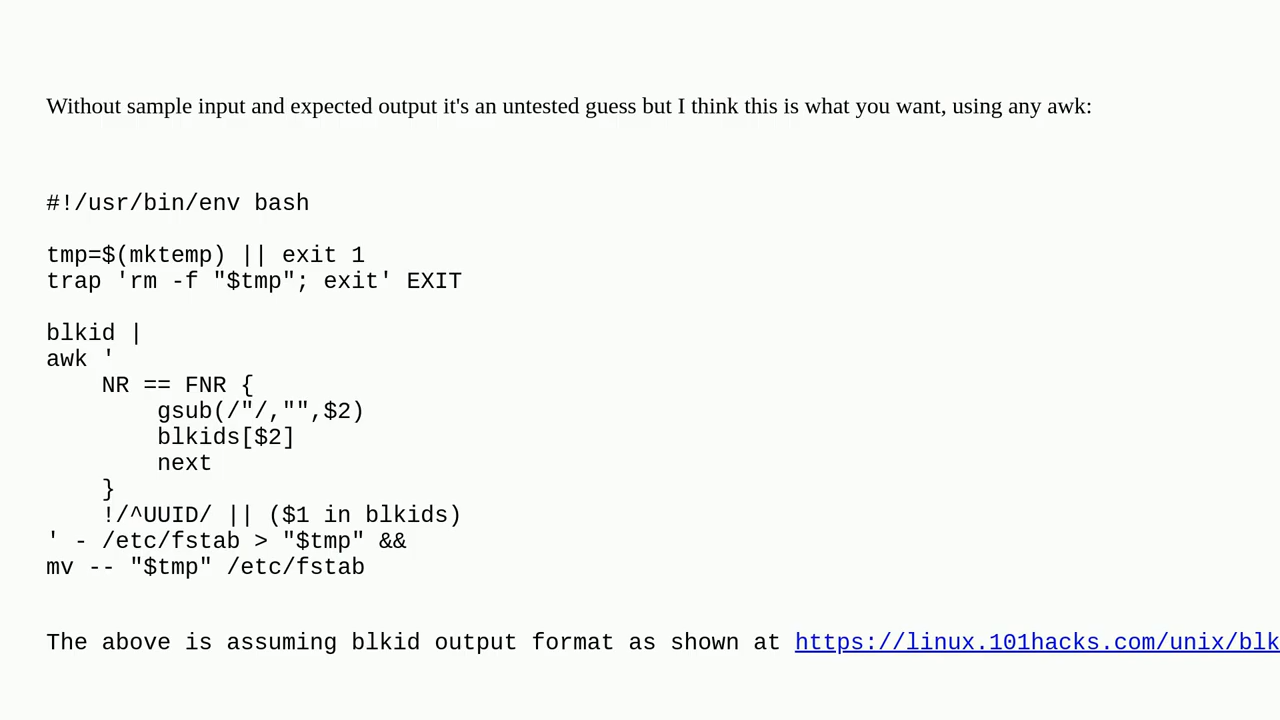 Without sample input and expected output it's an untested guess but I think this is what you want, using any awk:
#!/usr/bin/env bash
tmp=$(mktemp) || exit 1
trap 'rm -f "$tmp"; exit' EXIT
blkid |
awk '
    NR == FNR {
        gsub(/"/,"",$2)
        blkids[$2]
        next
    }
    !/^UUID/ || ($1 in blkids)
' - /etc/fstab > "$tmp" &&
mv -- "$tmp" /etc/fstab
The above is assuming blkid output format as shown at https://linux.101hacks.com/unix/blk